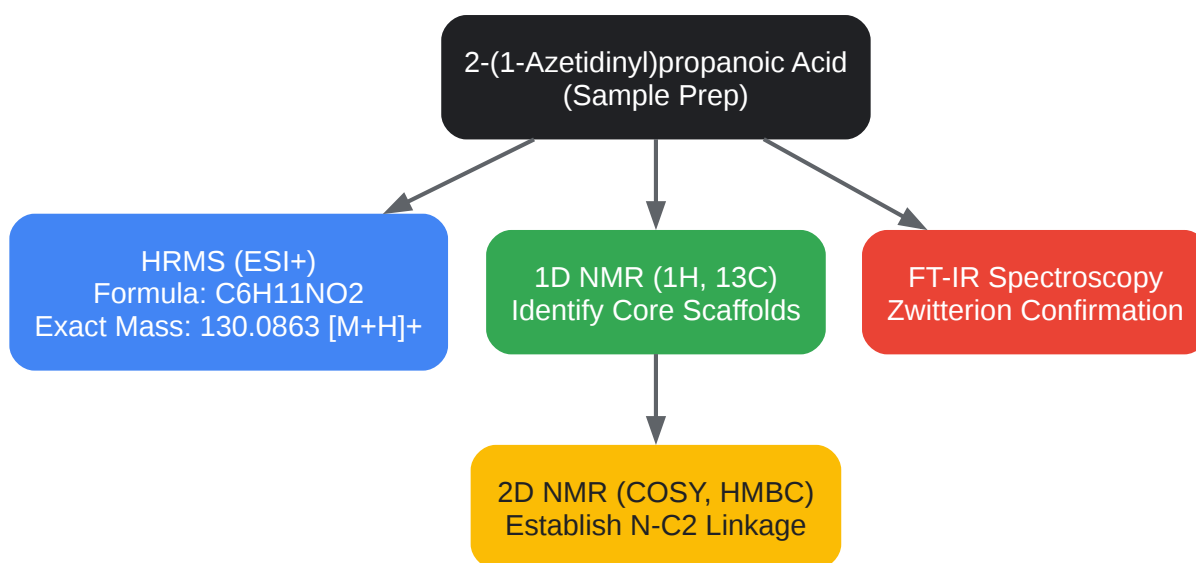 2-(1-Azetidinyl)propanoic Acid
(Sample Prep)
HRMS (ESI+)
Formula: C6H11NO2
Exact Mass: 130.0863 [M+H]+
1D NMR (1H, 13C)
Identify Core Scaffolds
FT-IR Spectroscopy
Zwitterion Confirmation
2D NMR (COSY, HMBC)
Establish N-C2 Linkage